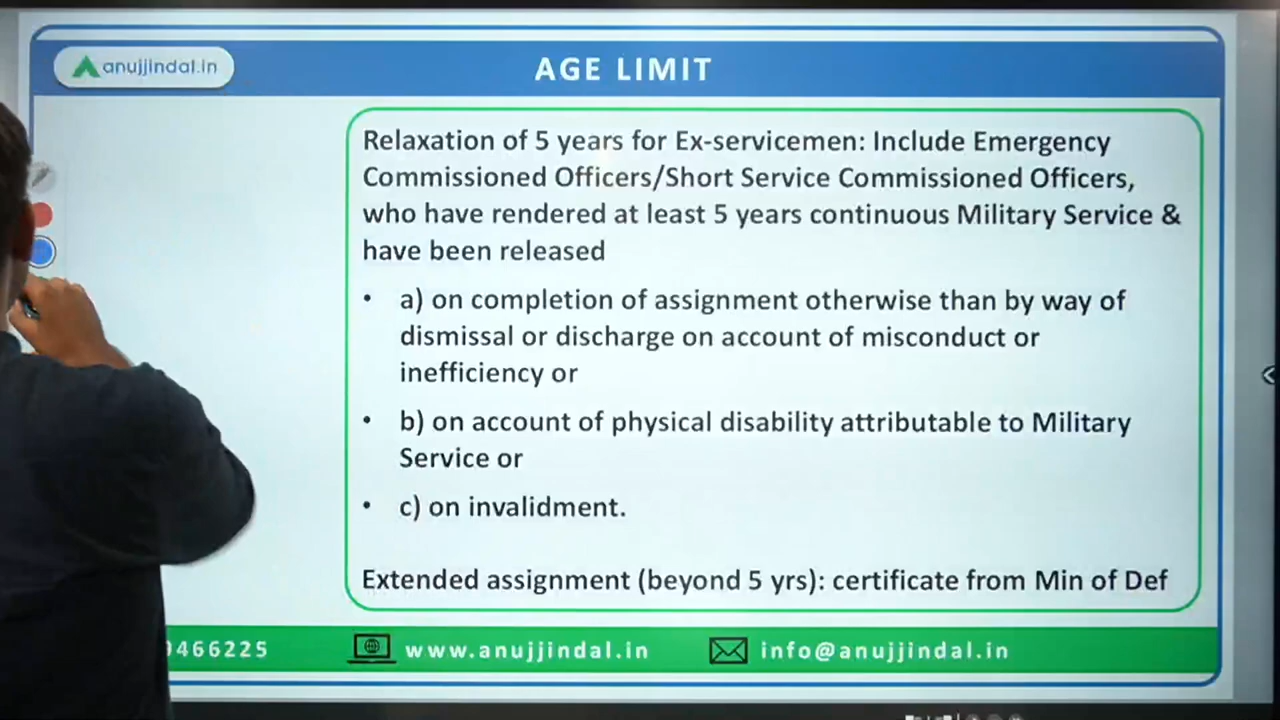 anujjindal.in
AGE LIMIT
Relaxation of 5 years for Ex-servicemen: Include Emergency
Commissioned Officers/Short Service Commissioned Officers,
who have rendered at least 5 years continuous Military Service &
have been released
• a) on completion of assignment otherwise than by way of
dismissal or discharge on account of misconduct or
inefficiency or
• b) on account of physical disability attributable to Military
Service or
• c) on invalidment.
Extended assignment (beyond 5 yrs): certificate from Min of Def
9466225 www.anujjindal.in info@anujjindal.in